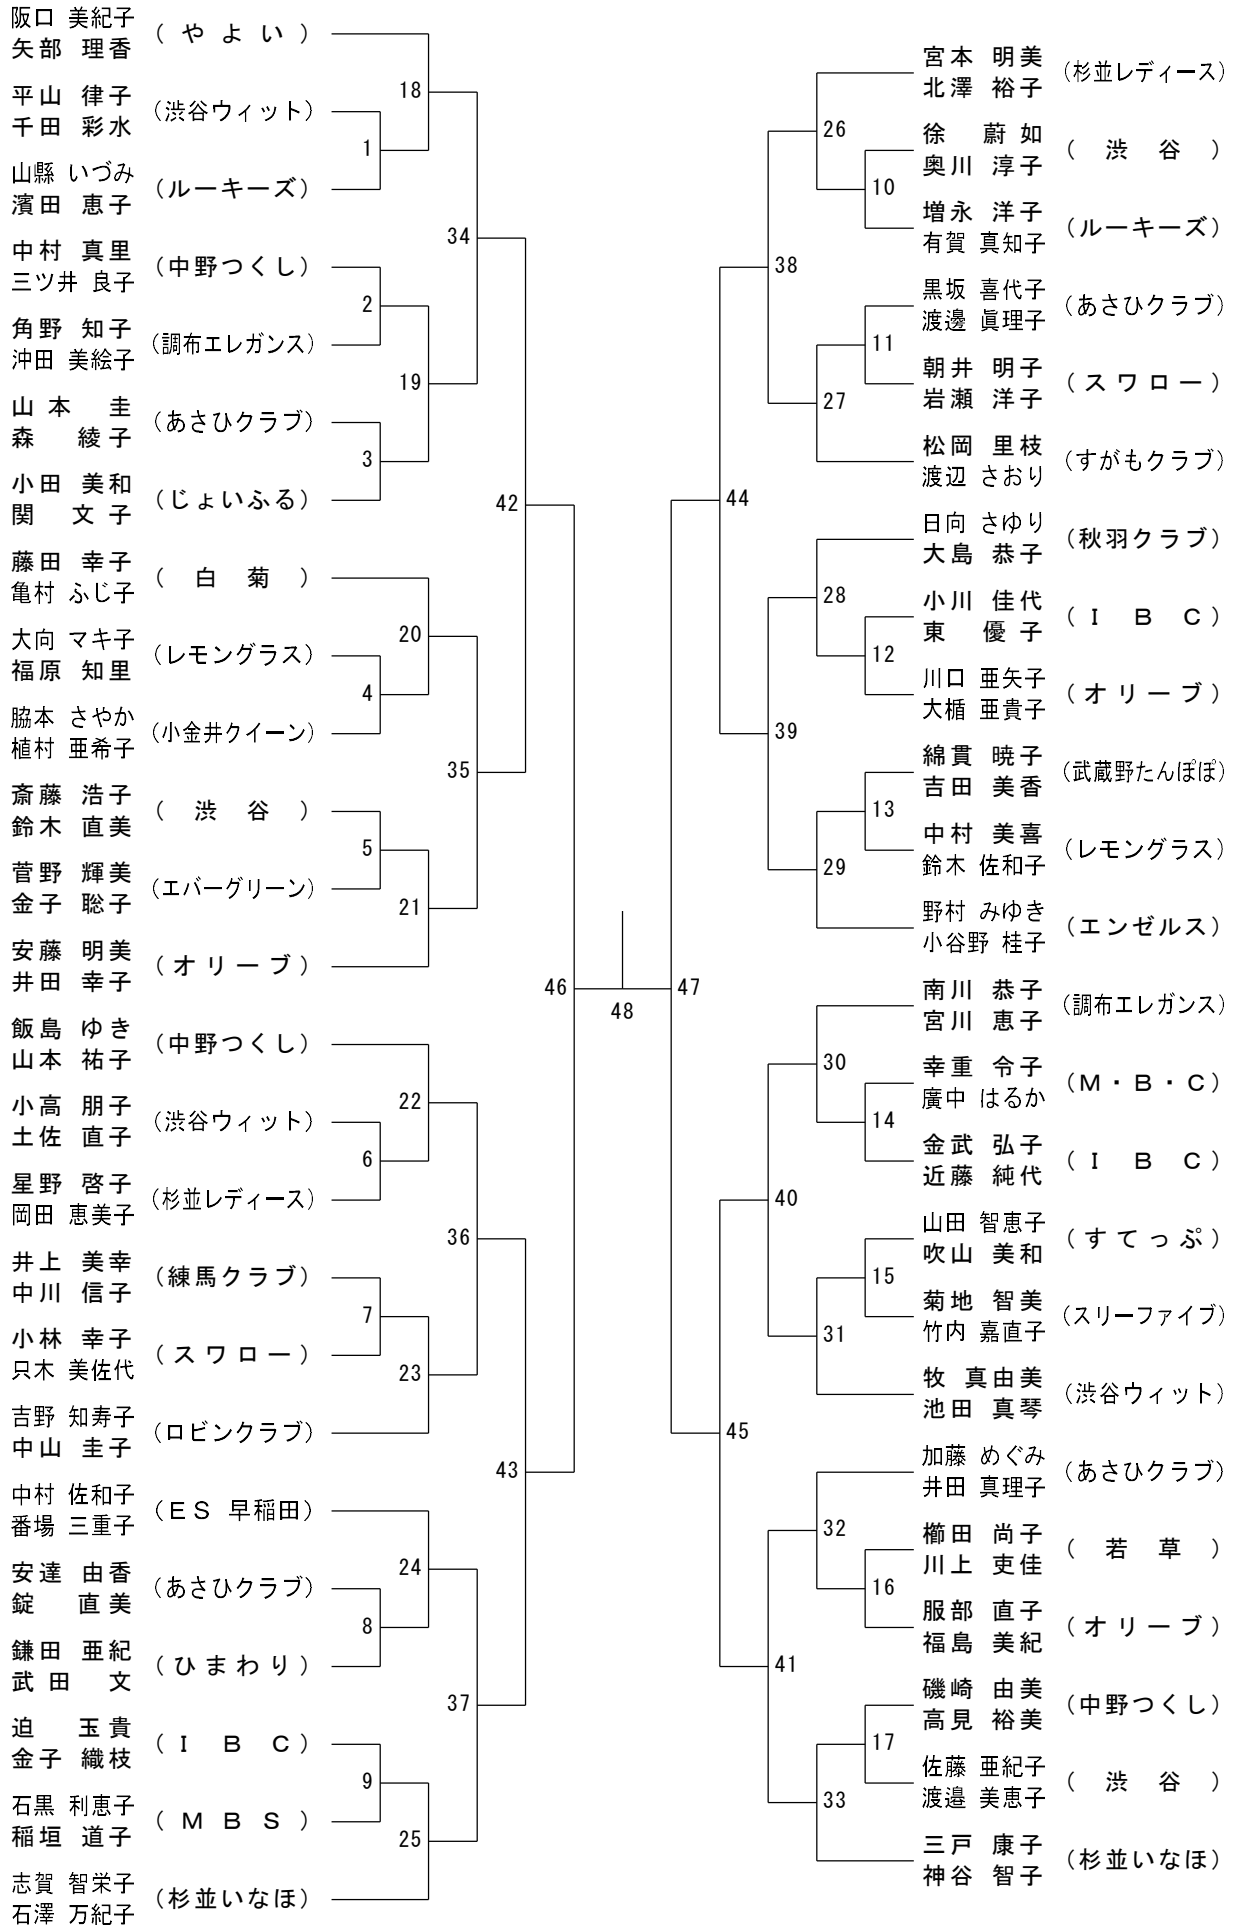 阪口 美紀子
矢部 理香
(やよい)
平山 律子
千田 彩水
(渋谷ウィット)
山縣 いづみ
濱田 恵子
(ルーキーズ)
中村 真里
三ツ井 良子
(中野つくし)
角野 知子
沖田 美絵子
(調布エレガンス)
山本 圭
森 綾子
(あさひクラブ)
小田 美和
関 文子
(じょいふる)
藤田 幸子
亀村 ふじ子
(白菊)
大向 マキ子
福原 知里
(レモングラス)
脇本 さやか
植村 亜希子
(小金井クイーン)
斎藤 浩子
鈴木 直美
(渋谷)
菅野 輝美
金子 聡子
(エバーグリーン)
安藤 明美
井田 幸子
(オリーブ)
飯島 ゆき
山本 祐子
(中野つくし)
小高 朋子
土佐 直子
(渋谷ウィット)
星野 啓子
岡田 恵美子
(杉並レディース)
井上 美幸
中川 信子
(練馬クラブ)
小林 幸子
只木 美佐代
(スワロー)
吉野 知寿子
中山 圭子
(ロビンクラブ)
中村 佐和子
番場 三重子
(ES 早稲田)
安達 由香
錠 直美
(あさひクラブ)
鎌田 亜紀
武田 文
(ひまわり)
迫 玉貴
金子 織枝
(I B C)
石黒 利恵子
稲垣 道子
(M B S)
志賀 智栄子
石澤 万紀子
(杉並いなほ)
1
2
3
4
5
6
7
8
9
18
19
20
21
22
23
24
25
34
35
36
37
42
43
46
48
47
44
45
38
39
40
41
26
27
28
29
30
31
32
33
10
11
12
13
14
15
16
17
宮本 明美
北澤 裕子
(杉並レディース)
徐 蔚如
奥川 淳子
(渋谷)
増永 洋子
有賀 真知子
(ルーキーズ)
黒坂 喜代子
渡邊 眞理子
(あさひクラブ)
朝井 明子
岩瀬 洋子
(スワロー)
松岡 里枝
渡辺 さおり
(すがもクラブ)
日向 さゆり
大島 恭子
(秋羽クラブ)
小川 佳代
東 優子
(I B C)
川口 亜矢子
大楯 亜貴子
(オリーブ)
綿貫 暁子
吉田 美香
(武蔵野たんぽぽ)
中村 美喜
鈴木 佐和子
(レモングラス)
野村 みゆき
小谷野 桂子
(エンゼルス)
南川 恭子
宮川 恵子
(調布エレガンス)
幸重 令子
廣中 はるか
(M・B・C)
金武 弘子
近藤 純代
(I B C)
山田 智恵子
吹山 美和
(すてっぷ)
菊地 智美
竹内 嘉直子
(スリーファイブ)
牧 真由美
池田 真琴
(渋谷ウィット)
加藤 めぐみ
井田 真理子
(あさひクラブ)
櫛田 尚子
川上 吏佳
(若草)
服部 直子
福島 美紀
(オリーブ)
磯崎 由美
高見 裕美
(中野つくし)
佐藤 亜紀子
渡邉 美恵子
(渋谷)
三戸 康子
神谷 智子
(杉並いなほ)